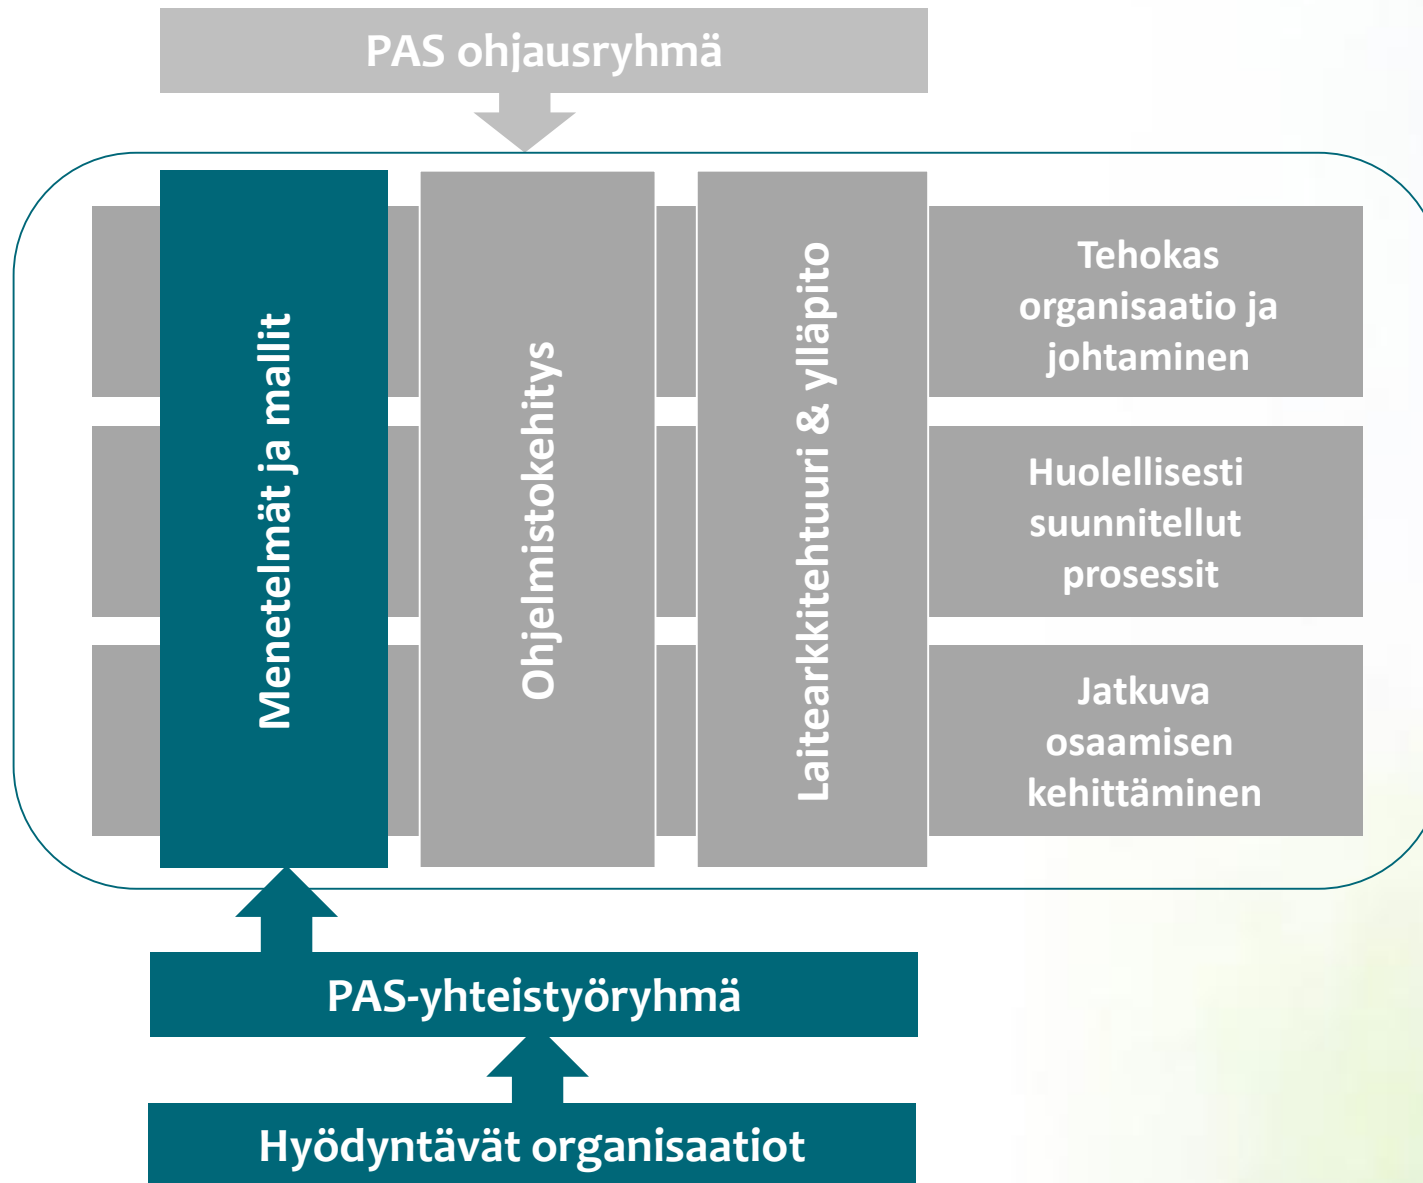 PAS ohjausryhmä
Menetelmät ja mallit
Ohjelmistokehitys
Laitearkkitehtuuri & ylläpito
Tehokas
organisaatio ja
johtaminen
Huolellisesti
suunnitellut
prosessit
Jatkuva
osaamisen
kehittäminen
PAS-yhteistyöryhmä
Hyödyntävät organisaatiot